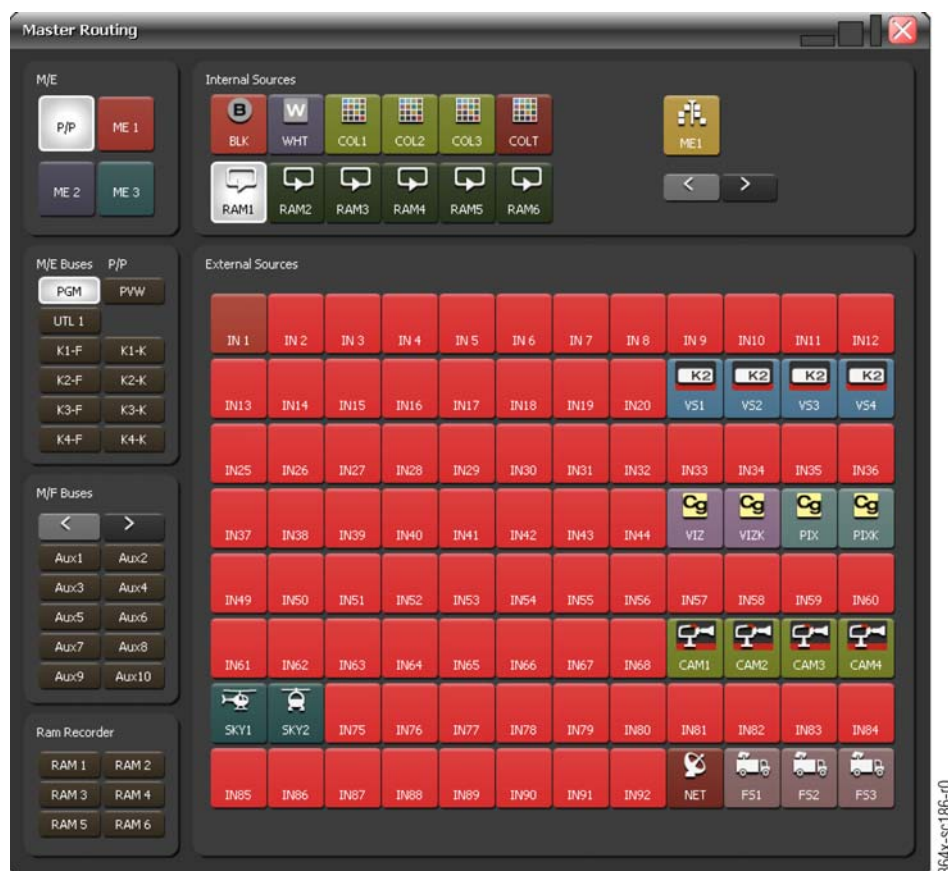 Master Routing
M/E
P/P ME 1
ME 2 ME 3
Internal Sources
B W
BLK WHT COL1 COL2 COL3 COLT
RAM1 RAM2 RAM3 RAM4 RAM5 RAM6
ME1
< >
M/E Buses P/P
PGM PVW
UTL 1
K1-F K1-K
K2-F K2-K
K3-F K3-K
K4-F K4-K
M/F Buses
< >
Aux1 Aux2
Aux3 Aux4
Aux5 Aux6
Aux7 Aux8
Aux9 Aux10
Ram Recorder
RAM 1 RAM 2
RAM 3 RAM 4
RAM 5 RAM 6
External Sources
IN 1 IN 2 IN 3 IN 4 IN 5 IN 6 IN 7 IN 8 IN 9 IN10 IN11 IN12
K2 K2 K2 K2
IN13 IN14 IN15 IN16 IN17 IN18 IN19 IN20 VS1 VS2 VS3 VS4
IN25 IN26 IN27 IN28 IN29 IN30 IN31 IN32 IN33 IN34 IN35 IN36
Cg Cg Cg Cg
IN37 IN38 IN39 IN40 IN41 IN42 IN43 IN44 VIZ VIZK PIX PIXK
IN49 IN50 IN51 IN52 IN53 IN54 IN55 IN56 IN57 IN58 IN59 IN60
IN61 IN62 IN63 IN64 IN65 IN66 IN67 IN68 CAM1 CAM2 CAM3 CAM4
SKY1 SKY2 IN75 IN76 IN77 IN78 IN79 IN80 IN81 IN82 IN83 IN84
IN85 IN86 IN87 IN88 IN89 IN90 IN91 IN92 NET FS1 FS2 FS3